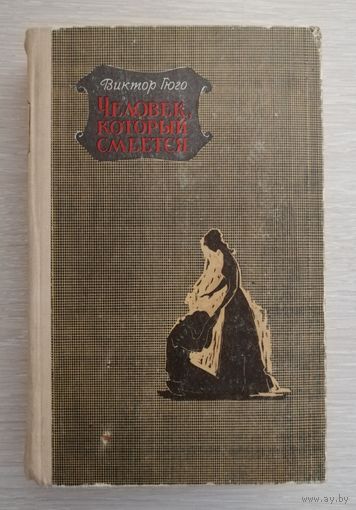 Виктор Гюго
Человек,
который
смеется
www.ay.by